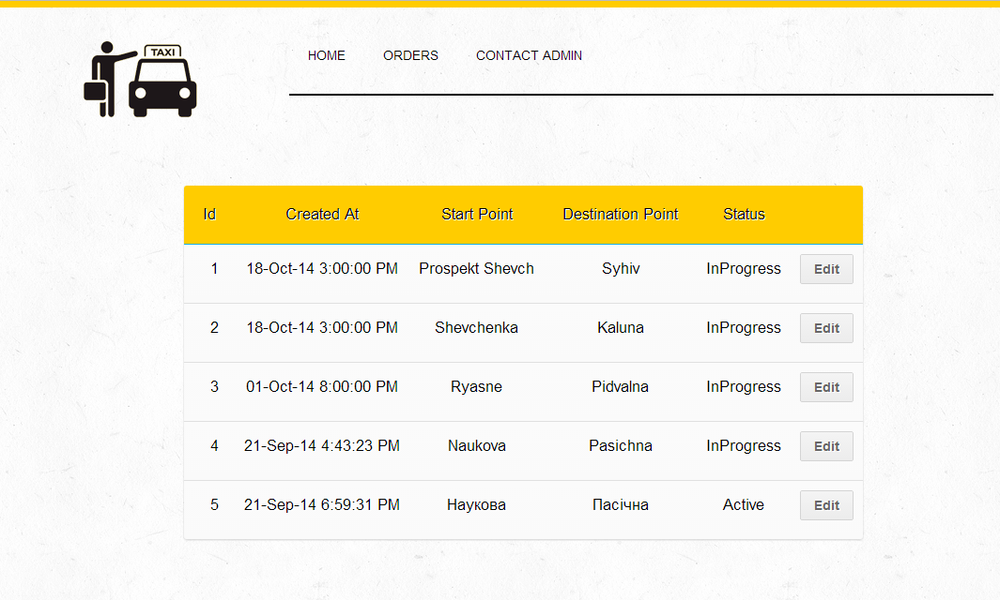 TAXI
HOME ORDERS CONTACT ADMIN
Id Created At Start Point Destination Point Status
1 18-Oct-14 3:00:00 PM Prospekt Shevch Syhiv InProgress Edit
2 18-Oct-14 3:00:00 PM Shevchenka Kaluna InProgress Edit
3 01-Oct-14 8:00:00 PM Ryasne Pidvalna InProgress Edit
4 21-Sep-14 4:43:23 PM Naukova Pasichna InProgress Edit
5 21-Sep-14 6:59:31 PM Наукова Пасічна Active Edit